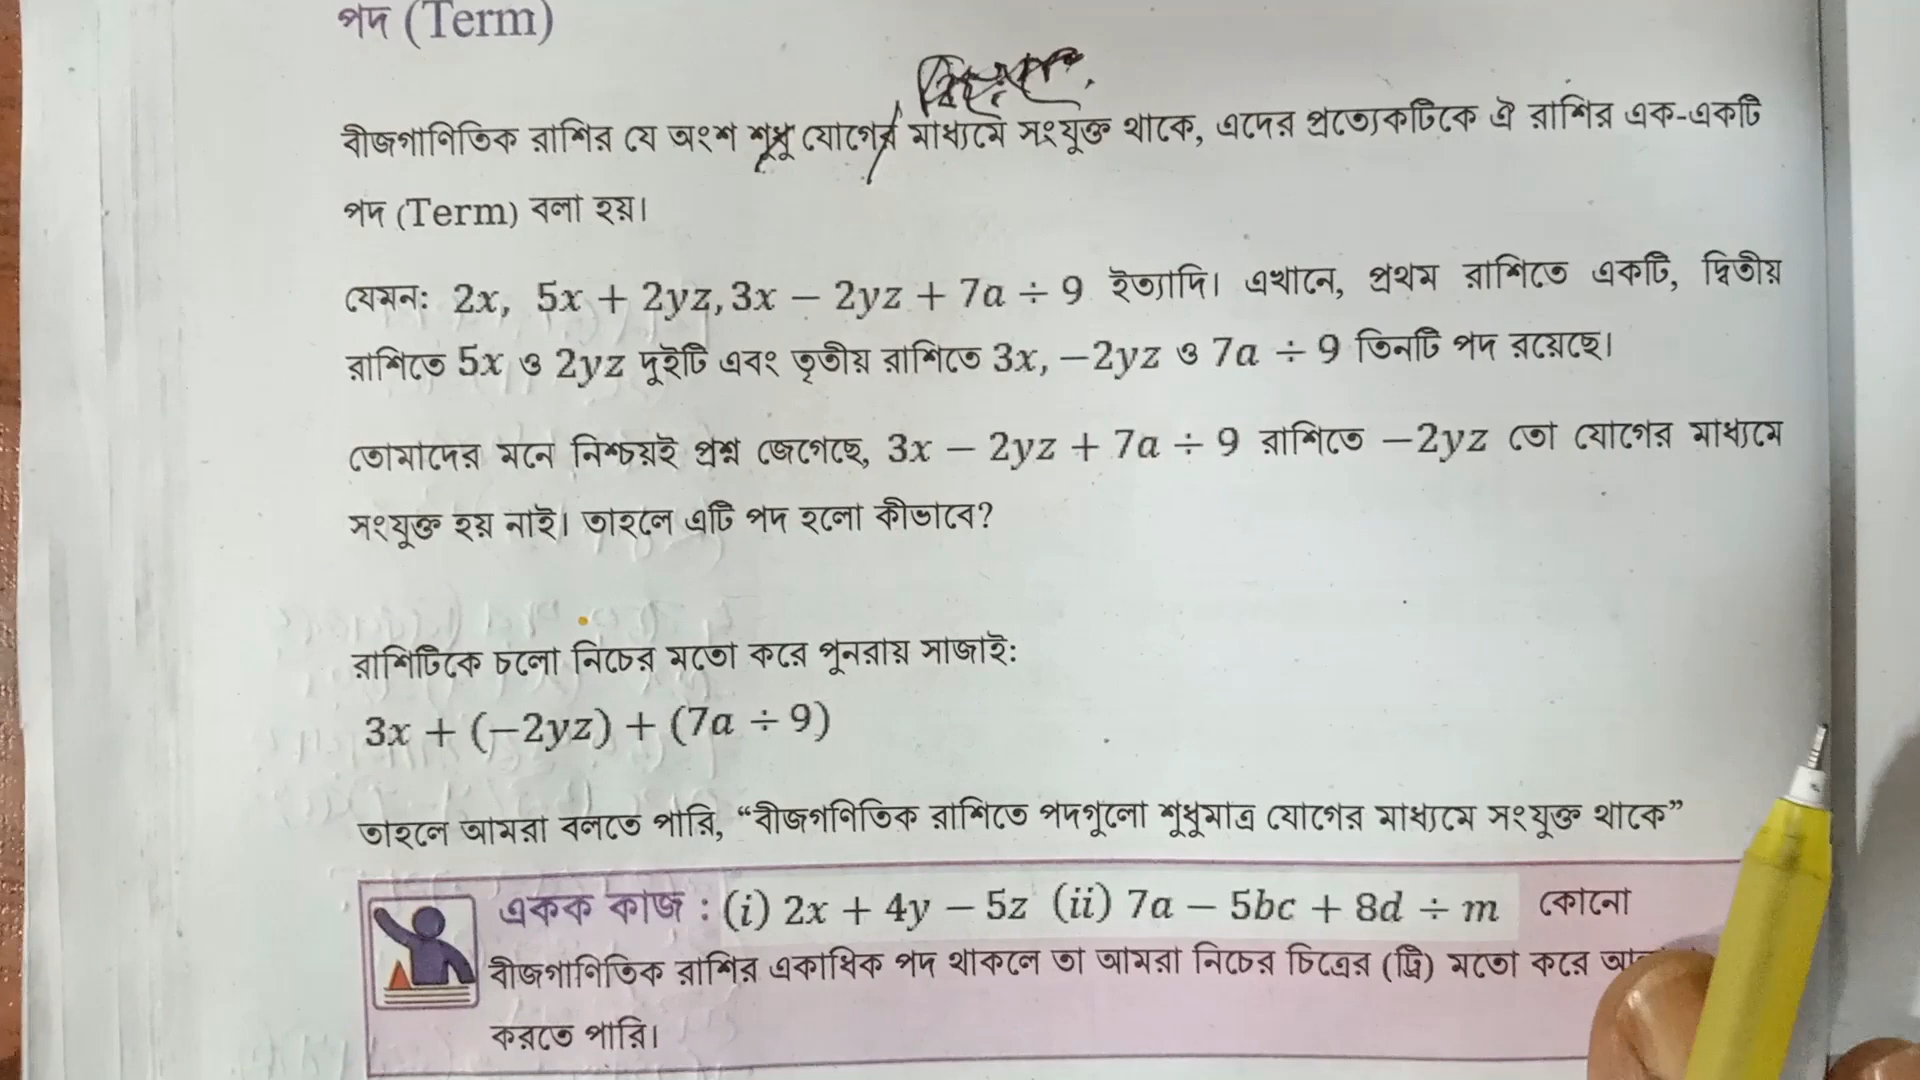 পদ (Term)
বীজগাণিতিক রাশির যে অংশ শুধু যোগের মাধ্যমে সংযুক্ত থাকে, এদের প্রত্যেকটিকে ঐ রাশির এক-একটি
পদ (Term) বলা হয়।
যেমন: 2x, 5x + 2yz, 3x − 2yz + 7a ÷ 9 ইত্যাদি। এখানে, প্রথম রাশিতে একটি, দ্বিতীয়
রাশিতে 5x ও 2yz দুইটি এবং তৃতীয় রাশিতে 3x, −2yz ও 7a ÷ 9 তিনটি পদ রয়েছে।
তোমাদের মনে নিশ্চয়ই প্রশ্ন জেগেছে, 3x − 2yz + 7a ÷ 9 রাশিতে −2yz তো যোগের মাধ্যমে
সংযুক্ত হয় নাই। তাহলে এটি পদ হলো কীভাবে?
রাশিটিকে চলো নিচের মতো করে পুনরায় সাজাই:
3x + (−2yz) + (7a ÷ 9)
তাহলে আমরা বলতে পারি, “বীজগণিতিক রাশিতে পদগুলো শুধুমাত্র যোগের মাধ্যমে সংযুক্ত থাকে”
একক কাজ : (i) 2x + 4y − 5z (ii) 7a − 5bc + 8d ÷ m কোনো
বীজগাণিতিক রাশির একাধিক পদ থাকলে তা আমরা নিচের চিত্রের (ট্রি) মতো করে
করতে পারি।